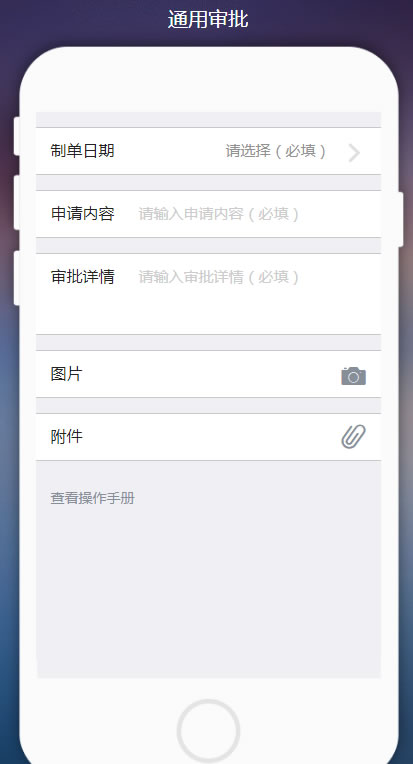 通用审批
制单日期 请选择（必填）
申请内容 请输入申请内容（必填）
审批详情 请输入审批详情（必填）
图片
附件
查看操作手册